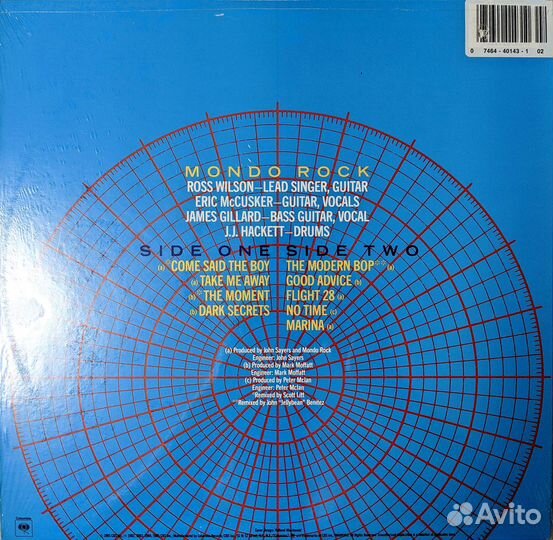 0 7464-40143-1 02
MONDO ROCK
ROSS WILSON—LEAD SINGER, GUITAR
ERIC McCUSKER—GUITAR, VOCALS
JAMES GILLARD—BASS GUITAR, VOCAL
J.J. HACKETT—DRUMS
SIDE ONE
(a) COME SAID THE BOY
(a) TAKE ME AWAY
(b)* THE MOMENT
(b) DARK SECRETS
SIDE TWO
THE MODERN BOP** (a)
GOOD ADVICE (b)
FLIGHT 28 (a)
NO TIME (c)
MARINA (a)
(a) Produced by John Sayers and Mondo Rock
Engineer: John Sayers
(b) Produced by Mark Moffatt
Engineer: Mark Moffatt
(c) Produced by Peter McIan
Engineer: Peter McIan
*Remixed by Scott Litt
**Remixed by John "Jellybean" Benitez
Columbia
Avito